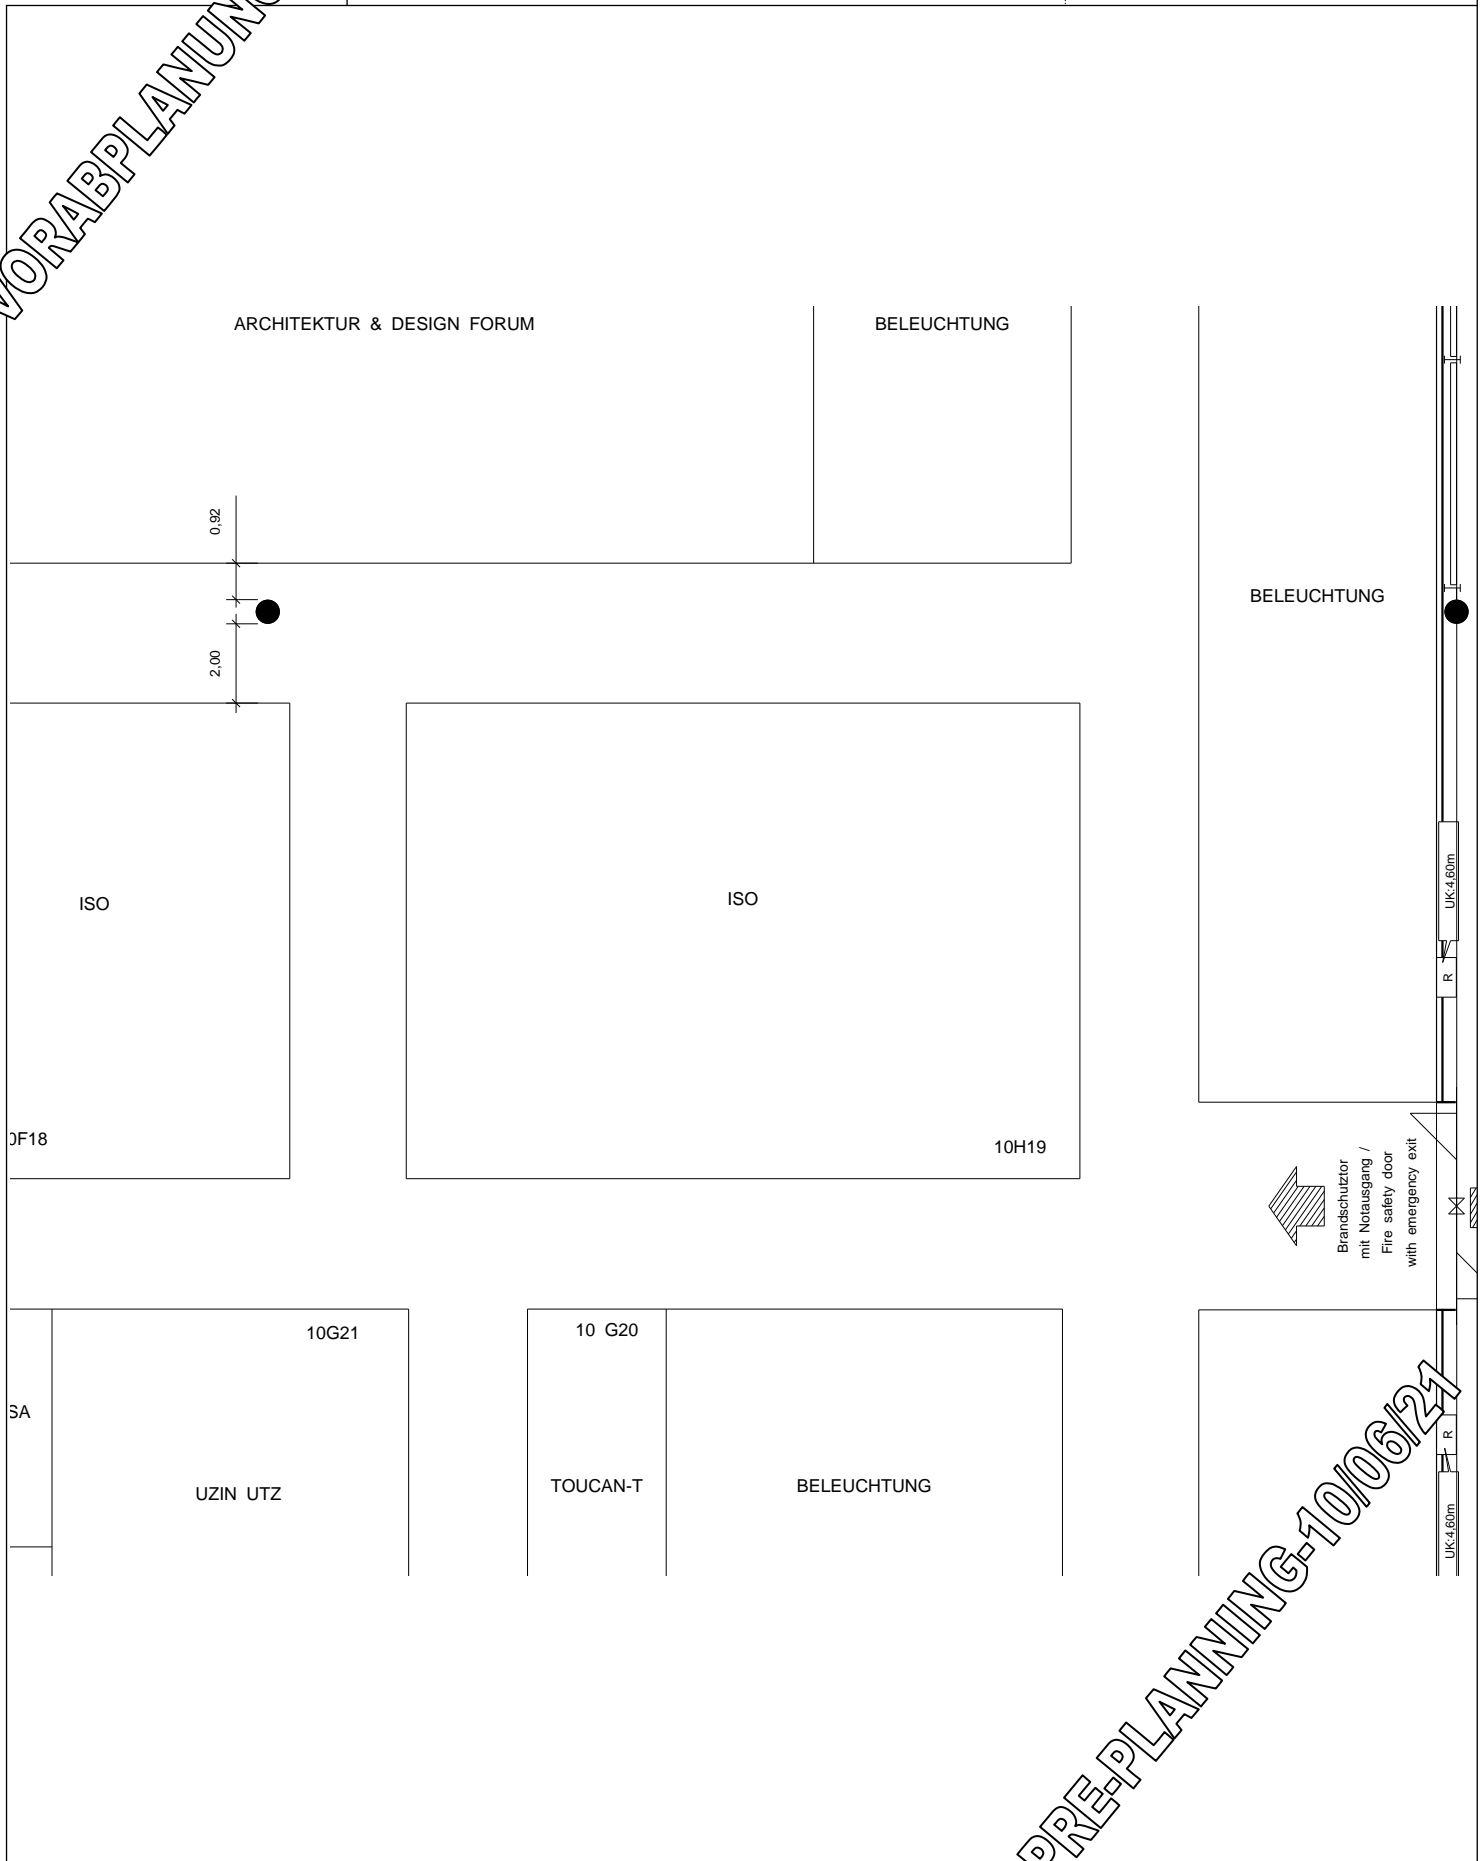 VORABPLANUNG
ARCHITEKTUR & DESIGN FORUM
BELEUCHTUNG
0,92
BELEUCHTUNG
2,00
UK:4,60m
ISO
ISO
R
0F18
10H19
Brandschutztor
mit Notausgang /
Fire safety door
with emergency exit
10G21
10 G20
SA
R
UZIN UTZ
TOUCAN-T
BELEUCHTUNG
UK:4,60m
PRE-PLANNING-10/06/21